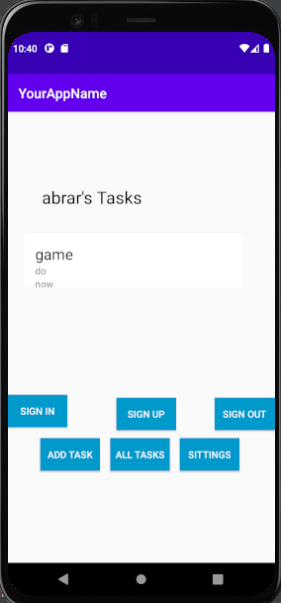 10:40
YourAppName
abrar's Tasks
game
do
now
SIGN IN
SIGN UP
SIGN OUT
ADD TASK
ALL TASKS
SITTINGS